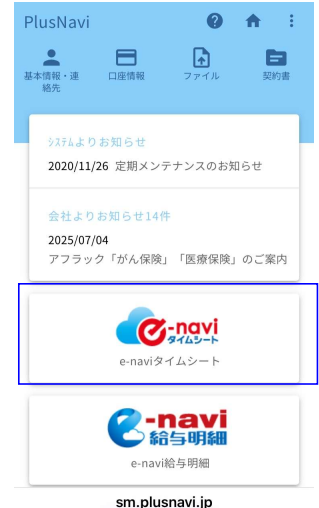 PlusNavi
基本情報・連
絡先
口座情報
ファイル
契約書
ｼｽﾃﾑよりお知らせ
2020/11/26 定期メンテナンスのお知らせ
会社よりお知らせ14件
2025/07/04
アフラック「がん保険」「医療保険」のご案内
e-navi
タイムシート
e-naviタイムシート
e-navi
給与明細
e-navi給与明細
sm.plusnavi.jp